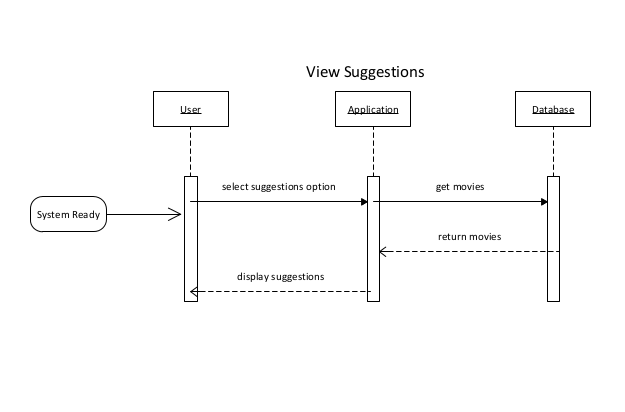 View Suggestions
User
Application
Database
select suggestions option
get movies
System Ready
return movies
display suggestions